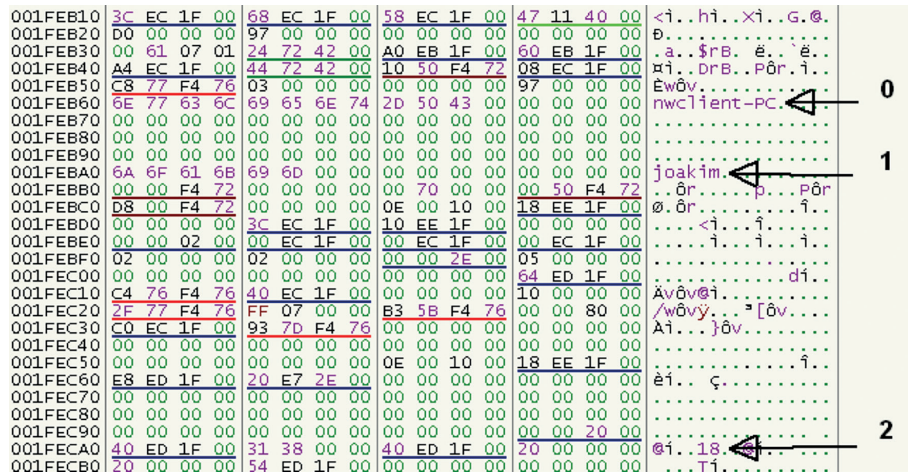 001FEB10 3C EC 1F 00 68 EC 1F 00 58 EC 1F 00 47 11 40 00 <ì..hì..Xì..G.@.
001FEB20 D0 00 00 00 97 00 00 00 00 00 00 00 00 00 00 00 Ð...............
001FEB30 00 61 07 01 24 72 42 00 A0 EB 1F 00 60 EB 1F 00 .a..$rB. ë..`ë..
001FEB40 A4 EC 1F 00 44 72 42 00 10 50 F4 72 08 EC 1F 00 ¤ì..DrB..Pôr.ì..
001FEB50 C8 77 F4 76 03 00 00 00 00 00 00 00 97 00 00 00 Èwôv............
001FEB60 6E 77 63 6C 69 65 6E 74 2D 50 43 00 00 00 00 00 nwclient-PC.....
0
001FEB70 00 00 00 00 00 00 00 00 00 00 00 00 00 00 00 00 ................
001FEB80 00 00 00 00 00 00 00 00 00 00 00 00 00 00 00 00 ................
001FEB90 00 00 00 00 00 00 00 00 00 00 00 00 00 00 00 00 ................
001FEBA0 6A 6F 61 6B 69 6D 00 00 00 00 00 00 00 00 00 00 joakim..........
1
001FEBB0 00 00 F4 72 00 00 00 00 00 70 00 00 00 50 F4 72 ..ôr.....p...Pôr
001FEBC0 D8 00 F4 72 00 00 00 00 0E 00 10 00 18 EE 1F 00 Ø.ôr.........î..
001FEBD0 00 00 00 00 3C EC 1F 00 10 EE 1F 00 00 00 00 00 ....<ì...î......
001FEBE0 00 00 02 00 00 EC 1F 00 00 EC 1F 00 00 EC 1F 00 .....ì...ì...ì..
001FEBF0 02 00 00 00 02 00 00 00 00 00 2E 00 05 00 00 00 ................
001FEC00 00 00 00 00 00 00 00 00 00 00 00 00 64 ED 1F 00 ............dí..
001FEC10 C4 76 F4 76 40 EC 1F 00 00 00 00 00 10 00 00 00 Ävôv@ì..........
001FEC20 2F 77 F4 76 FF 07 00 00 B3 5B F4 76 00 00 80 00 /wôvÿ...³[ôv....
001FEC30 C0 EC 1F 00 93 7D F4 76 00 00 00 00 00 00 00 00 Àì...}ôv........
001FEC40 00 00 00 00 00 00 00 00 00 00 00 00 00 00 00 00 ................
001FEC50 00 00 00 00 00 00 00 00 0E 00 10 00 18 EE 1F 00 .............î..
001FEC60 E8 ED 1F 00 20 E7 2E 00 00 00 00 00 00 00 00 00 èí.. ç..........
001FEC70 00 00 00 00 00 00 00 00 00 00 00 00 00 00 00 00 ................
001FEC80 00 00 00 00 00 00 00 00 00 00 00 00 00 00 00 00 ................
001FEC90 00 00 00 00 00 00 00 00 00 00 00 00 00 00 20 00 .............. .
001FECA0 40 ED 1F 00 31 38 00 00 40 ED 1F 00 20 00 00 00 @í..18..@í.. ...
2
001FECB0 20 00 00 00 54 ED 1F 00 00 00 00 00 00 00 00 00 ...Tí..........